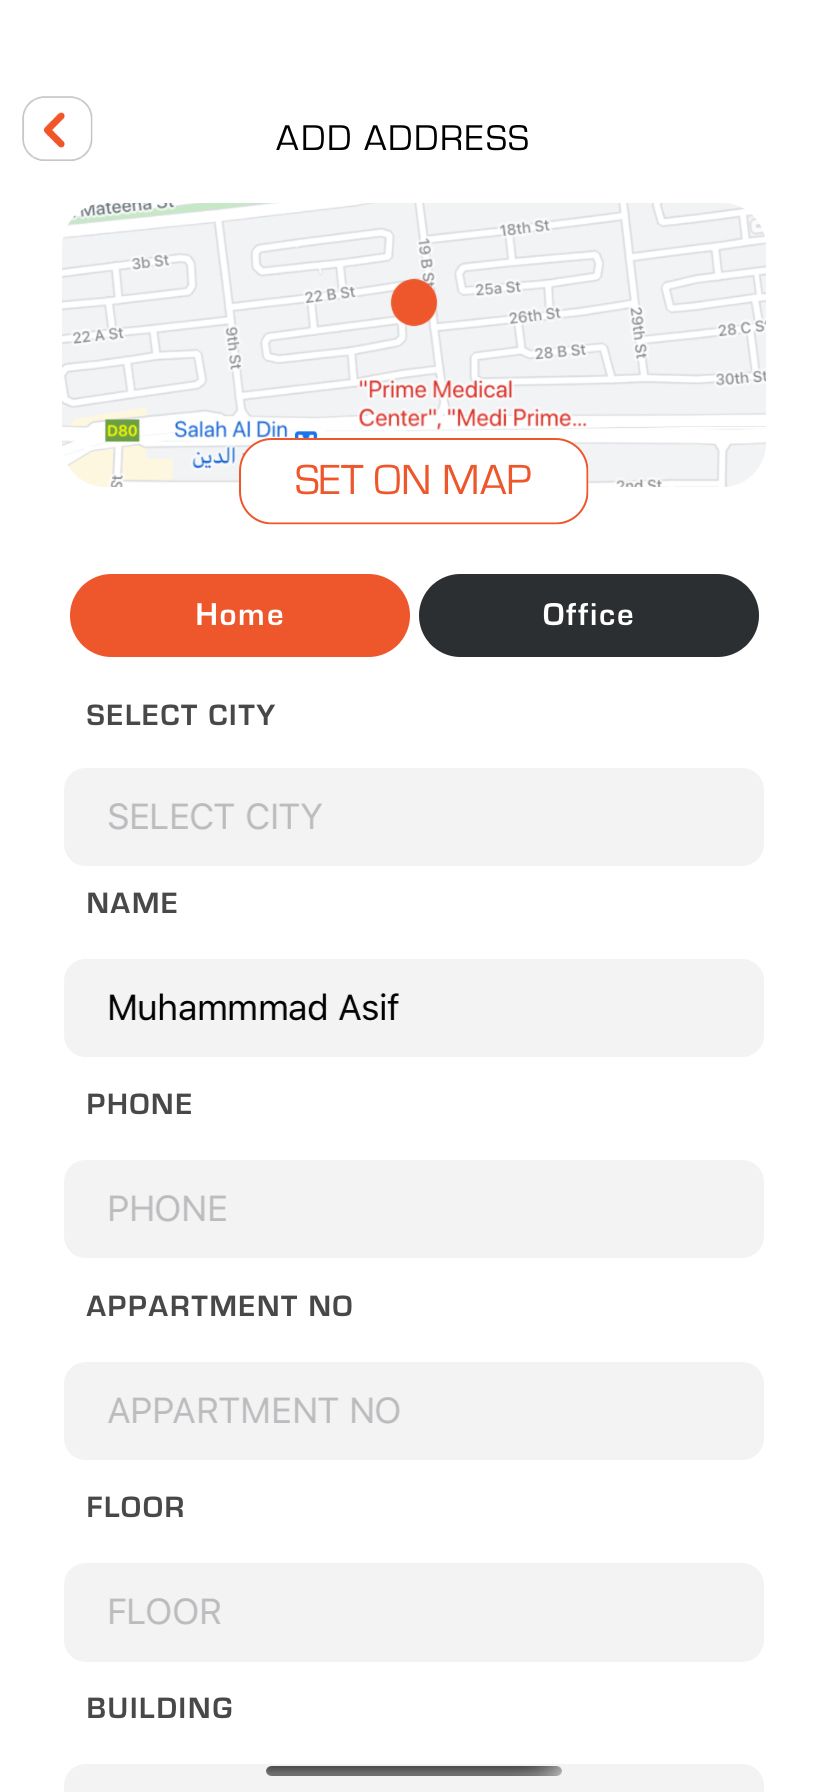 ADD ADDRESS
Mateena St
18th St
19 B St
3b St
22 B St
25a St
26th St
29th St
28 C St
22 A St
9th St
28 B St
30th St
"Prime Medical
Center", "Medi Prime...
D80
Salah Al Din
الدين
St
2nd St
SET ON MAP
Home
Office
SELECT CITY
SELECT CITY
NAME
Muhammmad Asif
PHONE
PHONE
APPARTMENT NO
APPARTMENT NO
FLOOR
FLOOR
BUILDING